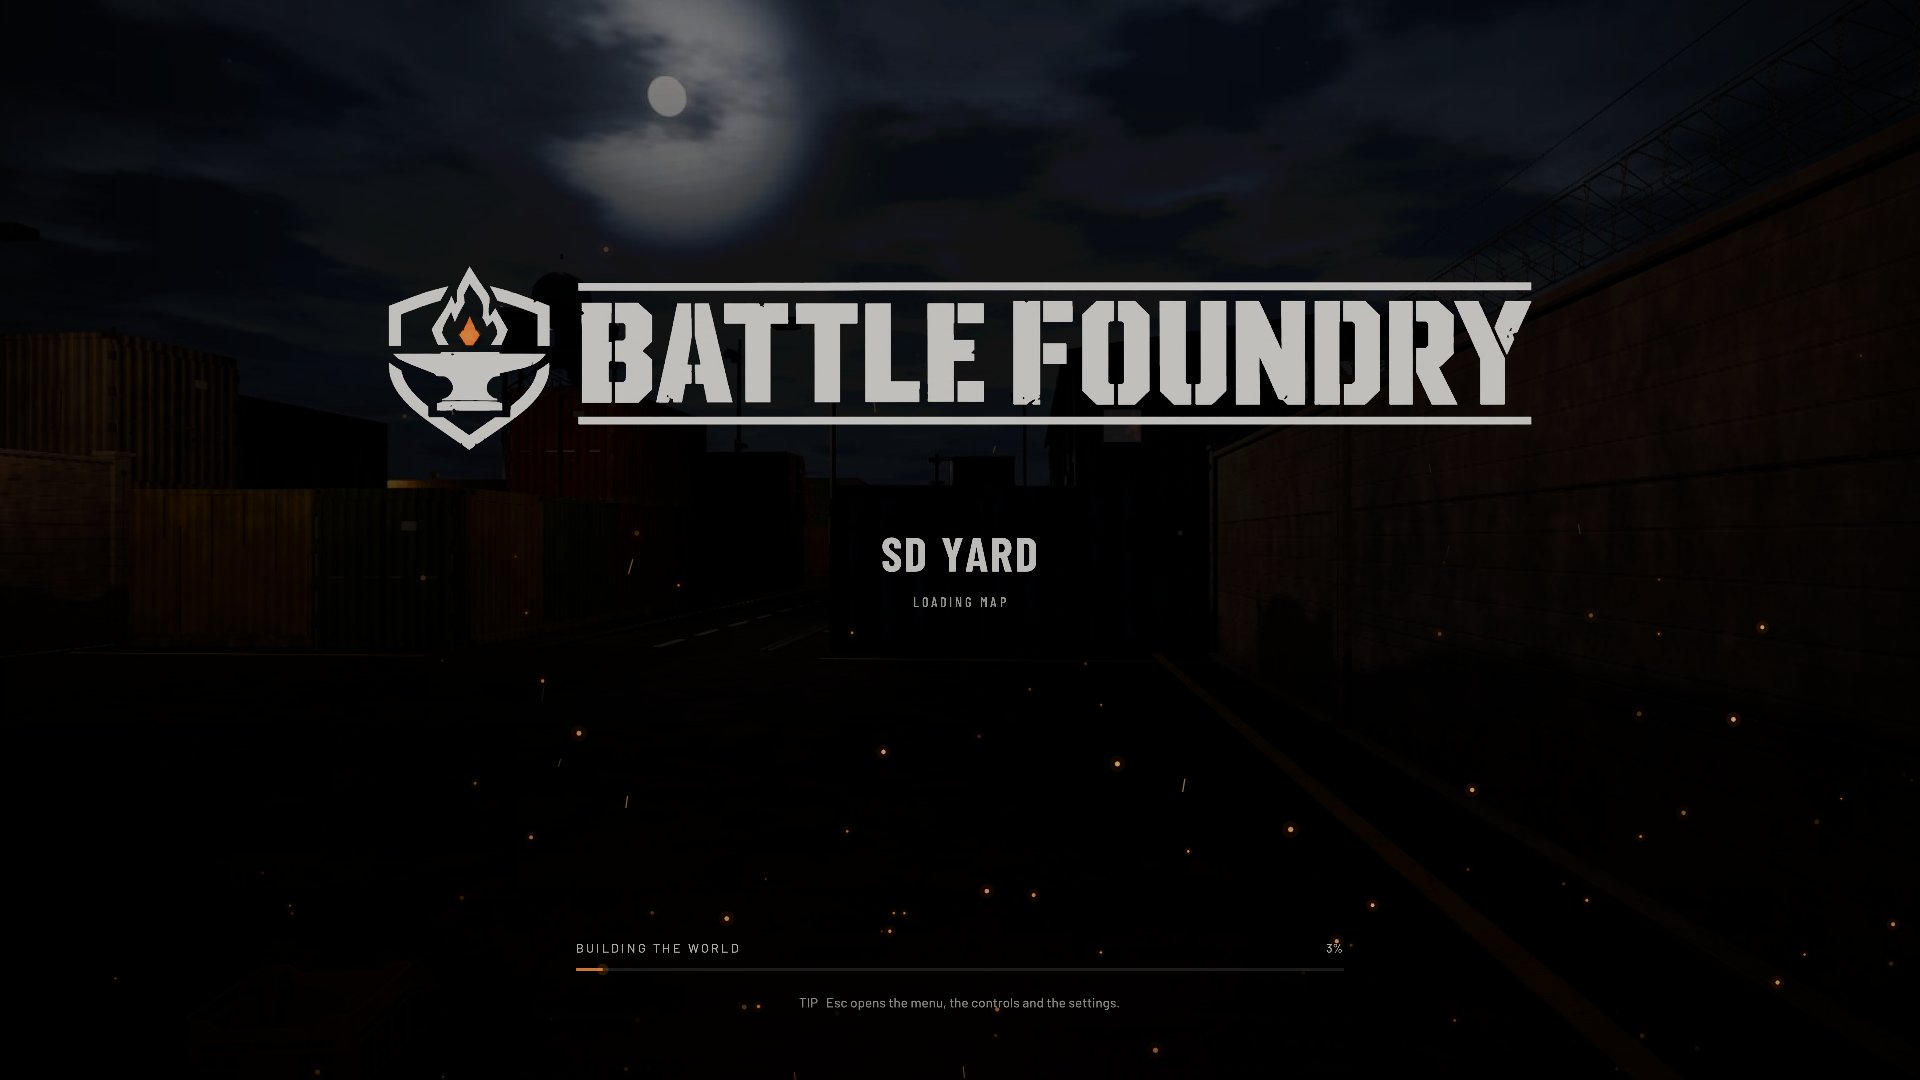 BATTLE FOUNDRY
SD YARD
LOADING MAP
BUILDING THE WORLD 3%
TIP Esc opens the menu, the controls and the settings.